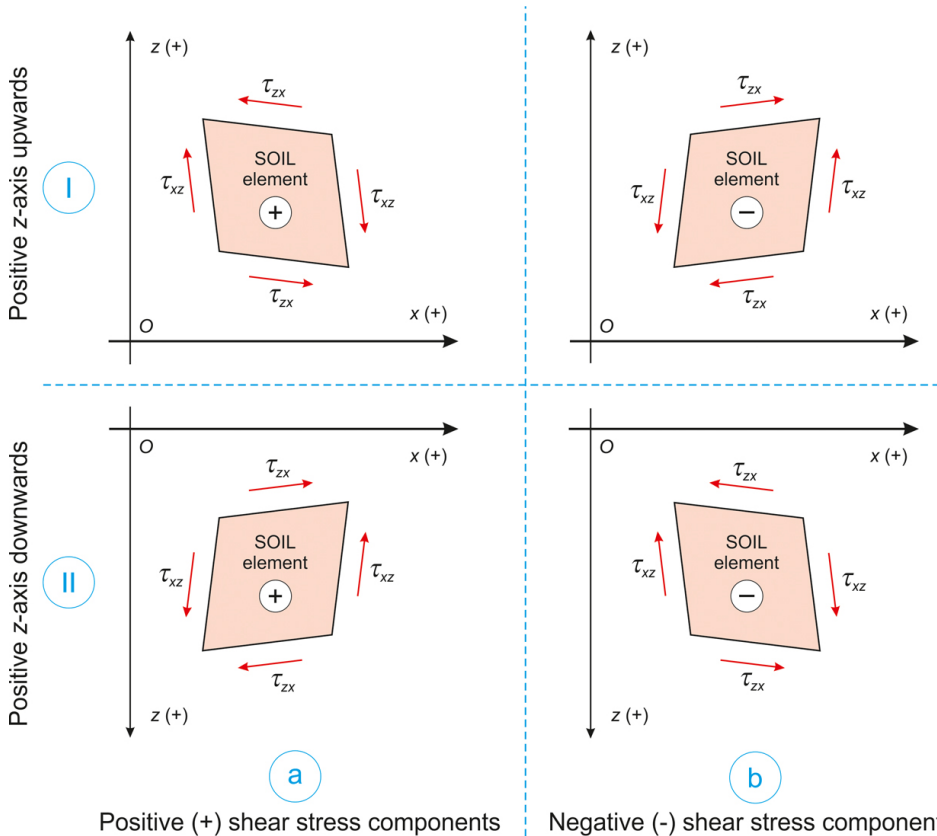 Positive z-axis upwards
I
z (+)
τzx
SOIL
element
+
τxz
τxz
τzx
O
x (+)
z (+)
τzx
SOIL
element
−
τxz
τxz
τzx
O
x (+)
Positive z-axis downwards
II
O
x (+)
τzx
SOIL
element
+
τxz
τxz
τzx
z (+)
O
x (+)
τzx
SOIL
element
−
τxz
τxz
τzx
z (+)
a
Positive (+) shear stress components
b
Negative (-) shear stress component